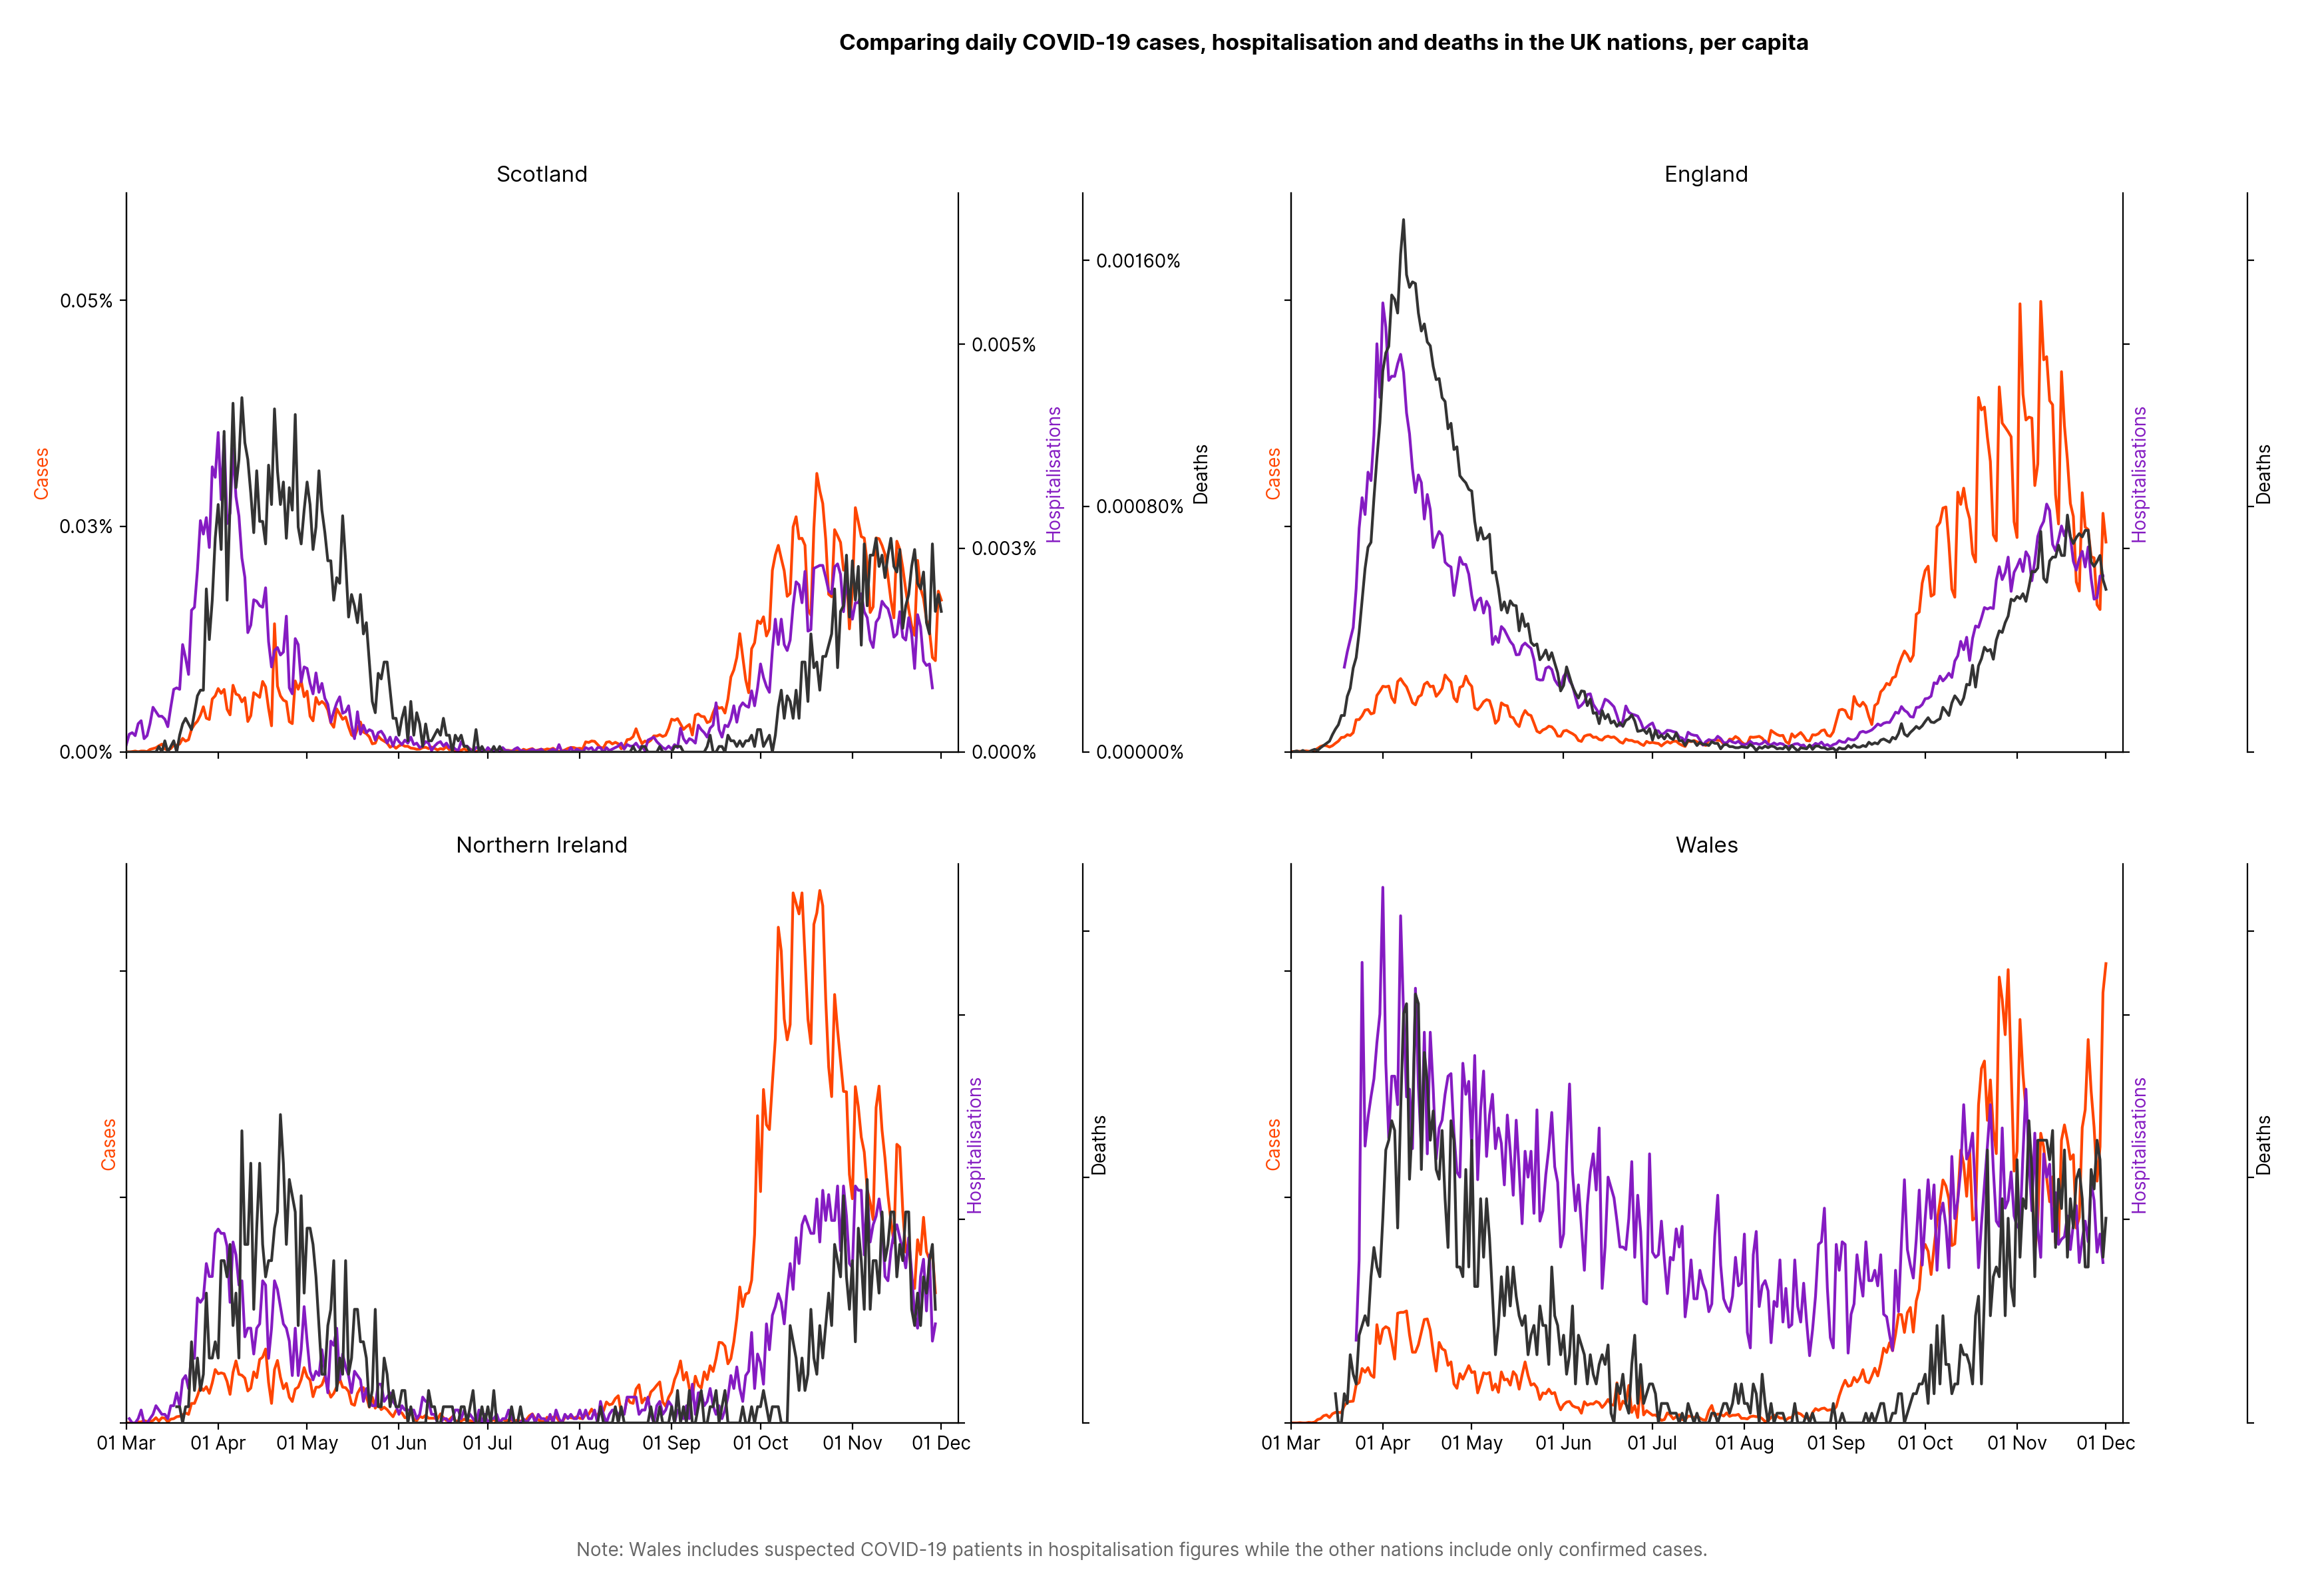 Comparing daily COVID-19 cases, hospitalisation and deaths in the UK nations, per capita
Scotland
England
0.00160%
0.05%
0.005%
Cases
Hospitalisations
Deaths
Cases
Hospitalisations
Deaths
0.03%
0.00080%
0.003%
0.00%
0.000%
0.00000%
Northern Ireland
Wales
Cases
Hospitalisations
Deaths
Cases
Hospitalisations
Deaths
01 Mar 01 Apr 01 May 01 Jun 01 Jul 01 Aug 01 Sep 01 Oct 01 Nov 01 Dec
01 Mar 01 Apr 01 May 01 Jun 01 Jul 01 Aug 01 Sep 01 Oct 01 Nov 01 Dec
Note: Wales includes suspected COVID-19 patients in hospitalisation figures while the other nations include only confirmed cases.